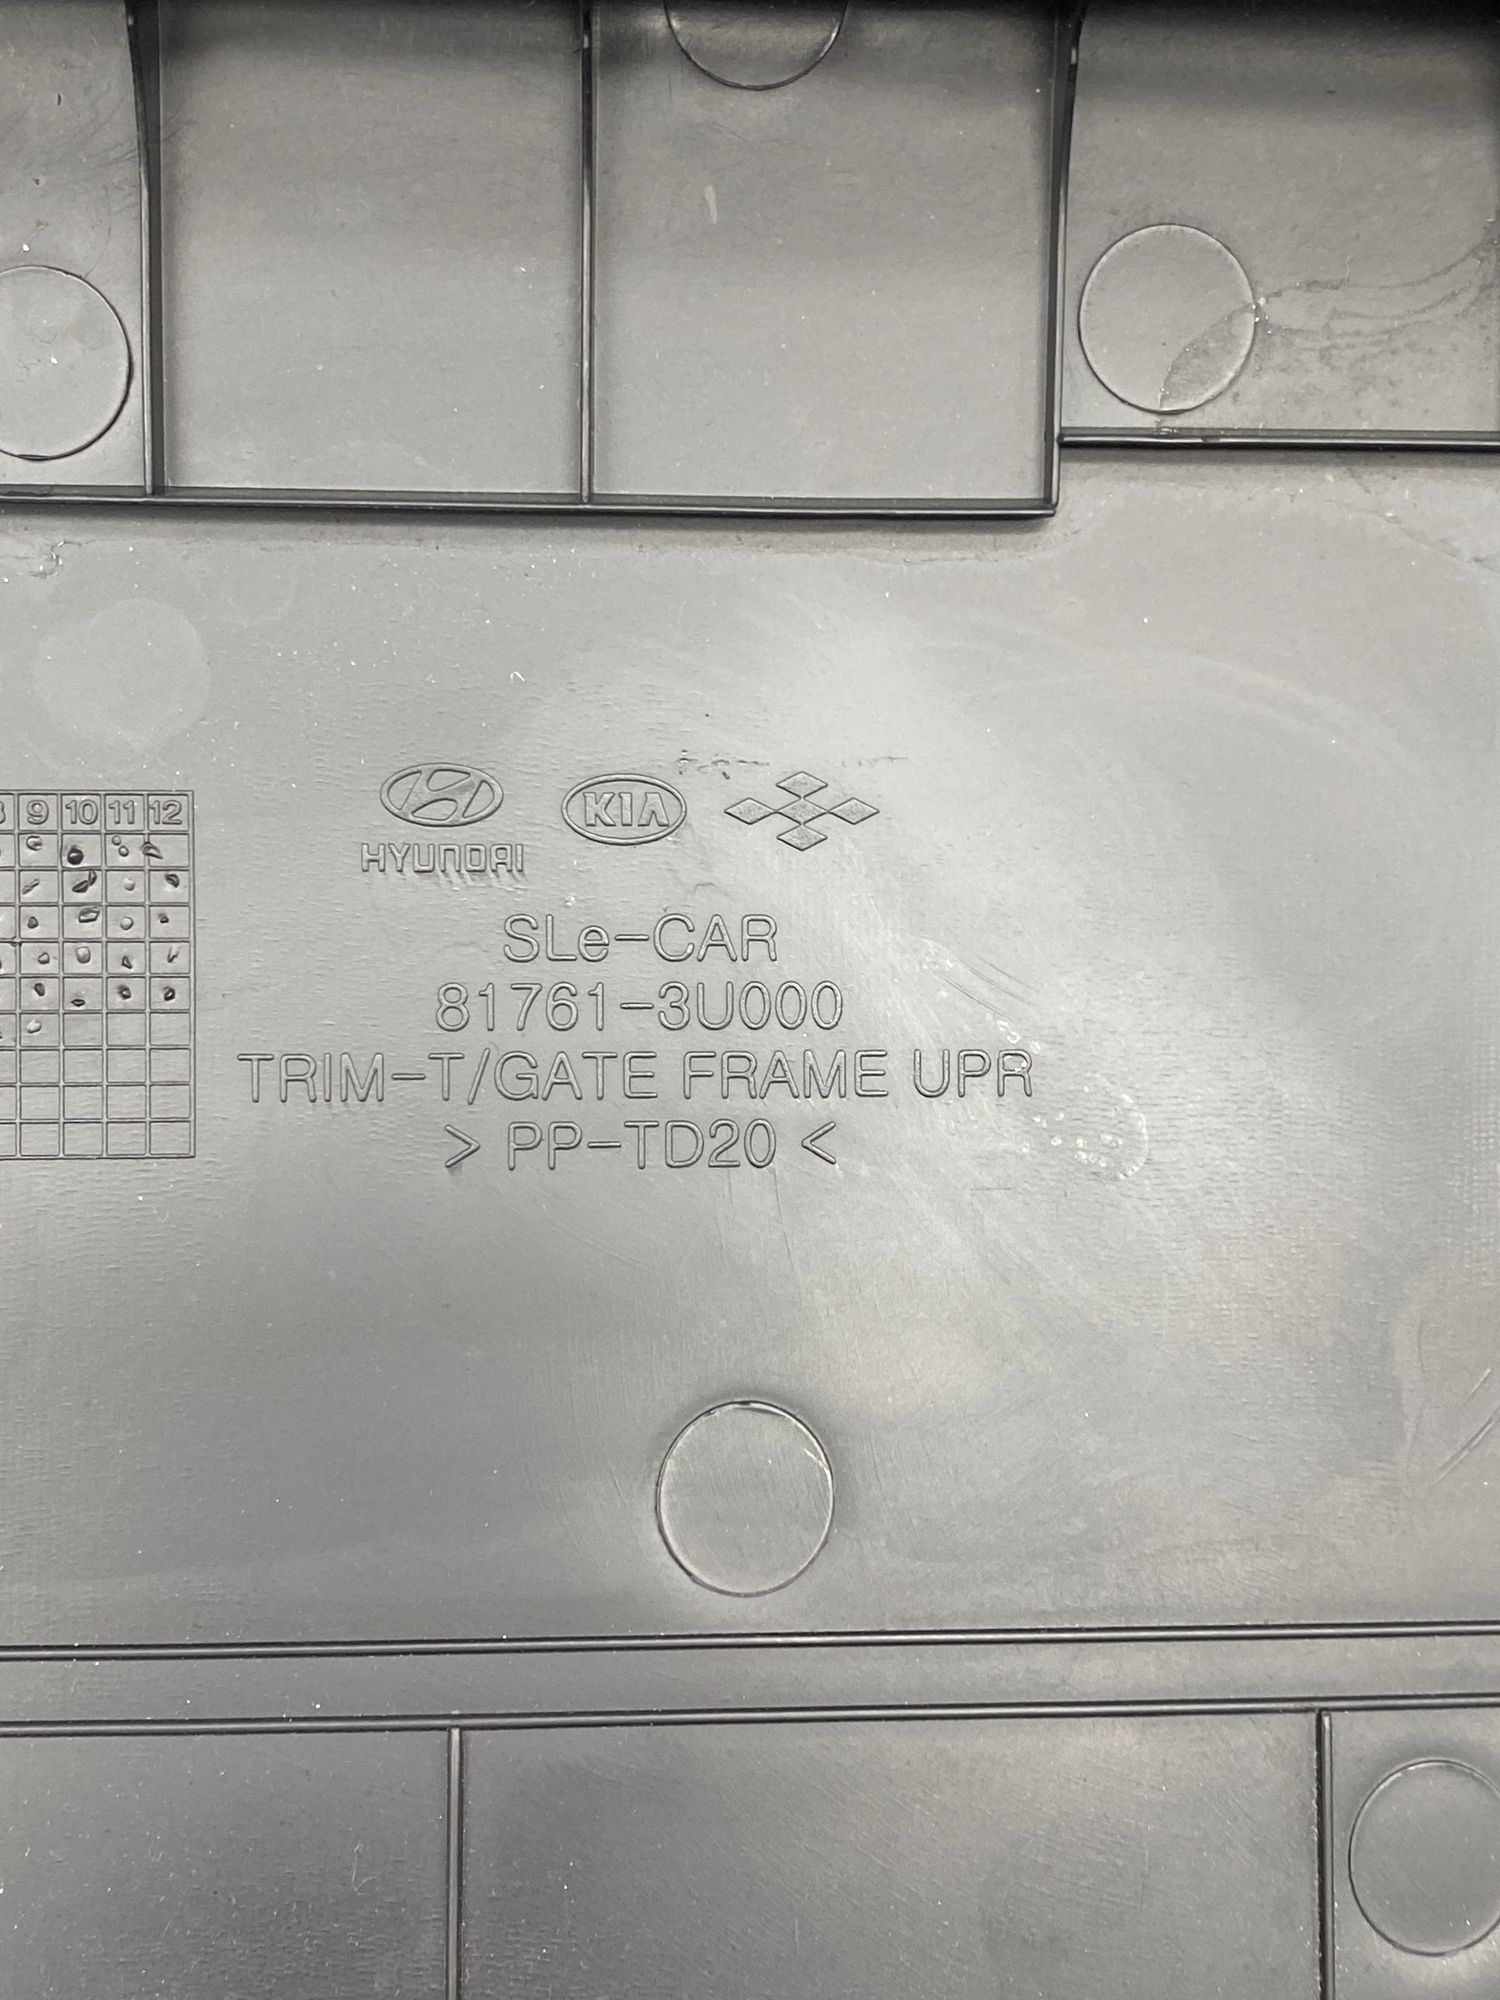 9 10 11 12
KIA
HYUNDAI
SLe-CAR
81761-3U000
TRIM-T/GATE FRAME UPR
> PP-TD20 <